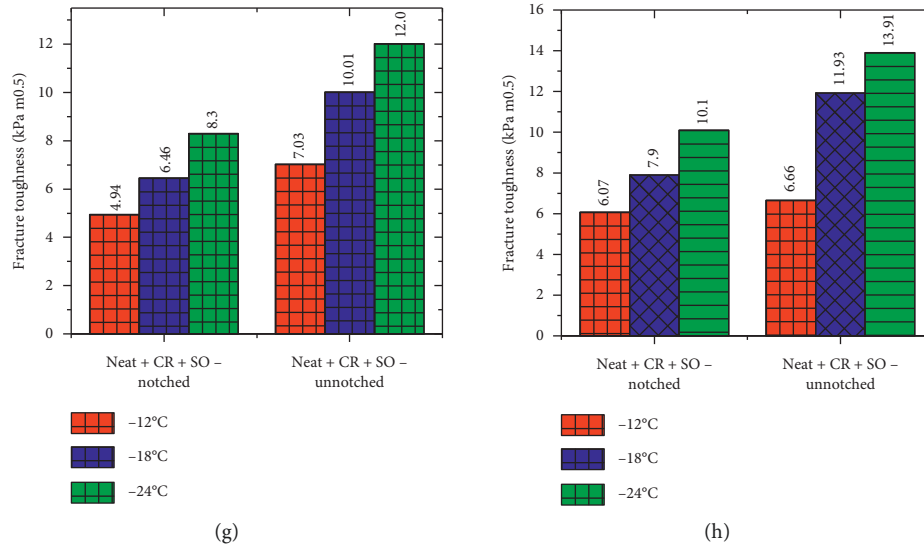 Fracture toughness (kPa m0.5)
12
10
8
6
4
2
0
4.94
6.46
8.3
7.03
10.01
12.0
Neat + CR + SO –
notched
Neat + CR + SO –
unnotched
–12°C
–18°C
–24°C
(g)
Fracture toughness (kPa m0.5)
16
14
12
10
8
6
4
2
0
6.07
7.9
10.1
6.66
11.93
13.91
Neat + CR + SO –
notched
Neat + CR + SO –
unnotched
–12°C
–18°C
–24°C
(h)